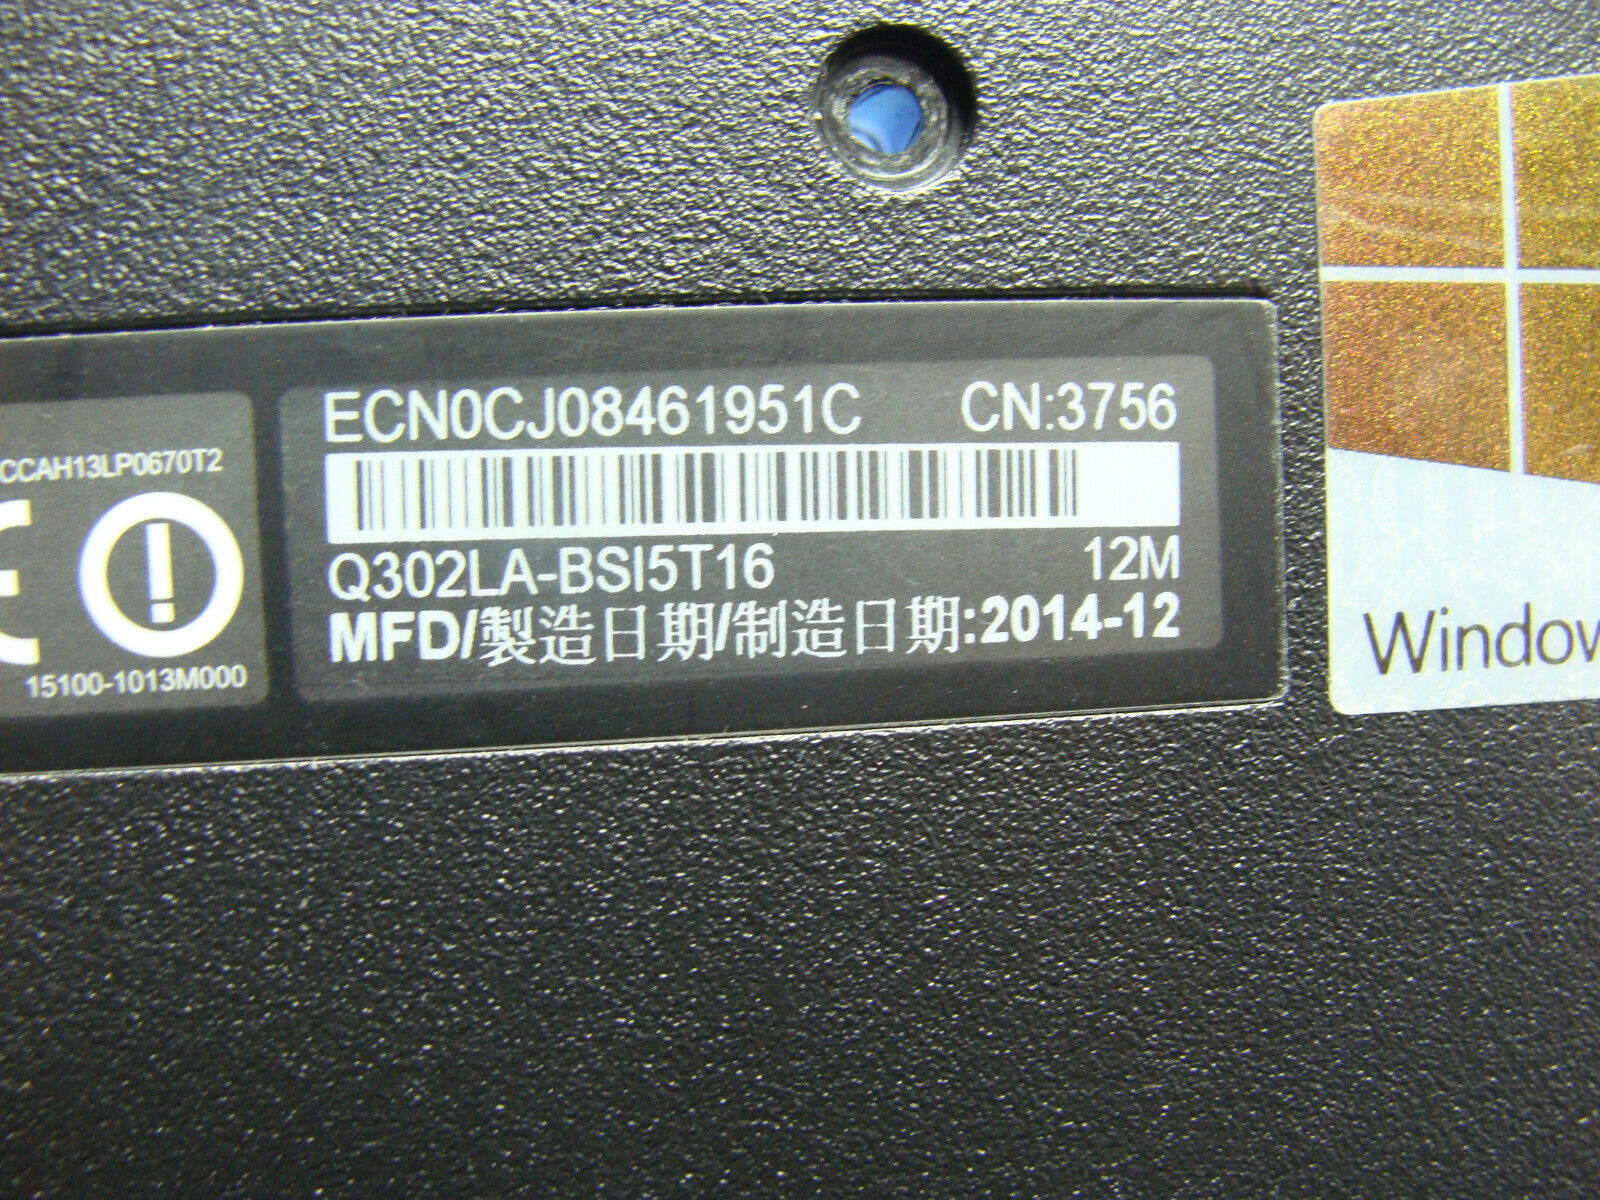 ECN0CJ08461951C CN:3756
CCAH13LP0670T2
Q302LA-BSI5T16 12M
MFD/製造日期/制造日期:2014-12
15100-1013M000